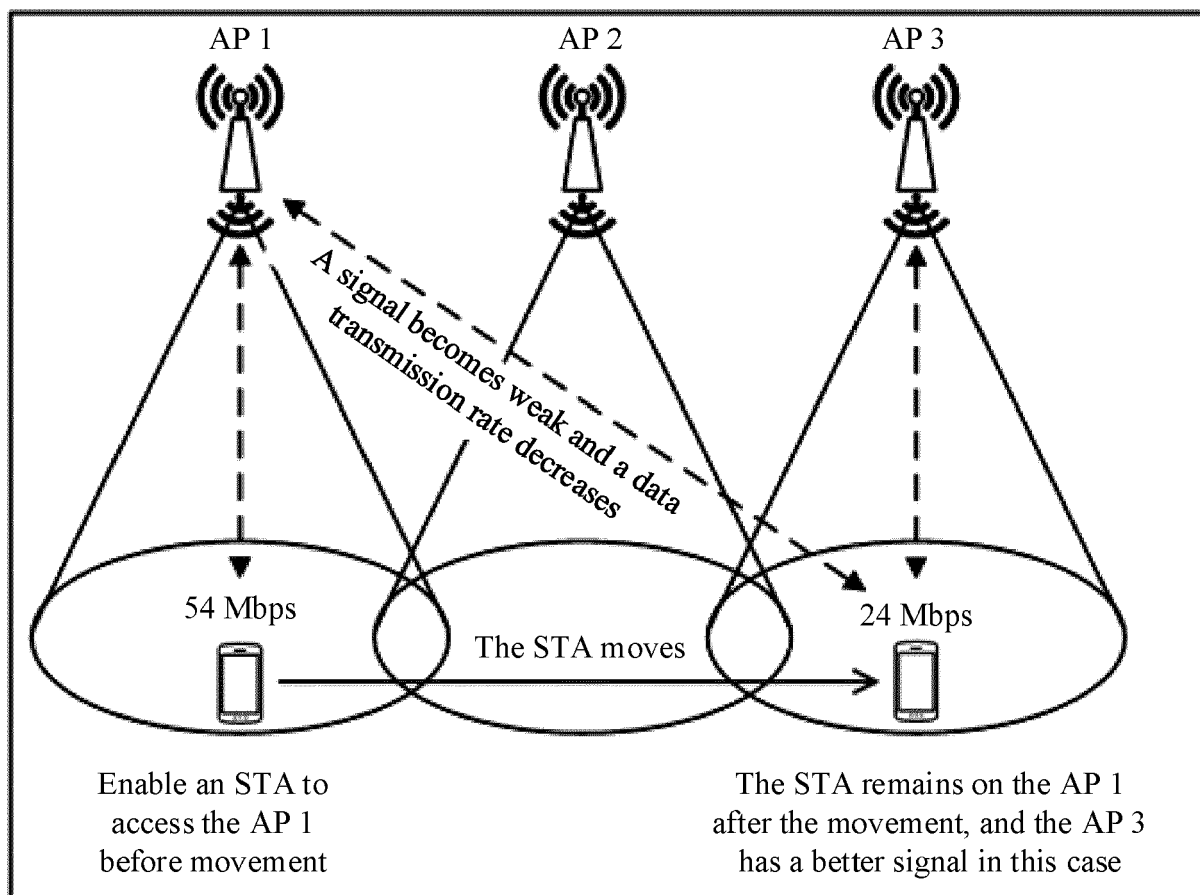 AP 1
AP 2
AP 3
A signal becomes weak and a data
transmission rate decreases
54 Mbps
24 Mbps
The STA moves
Enable an STA to
access the AP 1
before movement
The STA remains on the AP 1
after the movement, and the AP 3
has a better signal in this case